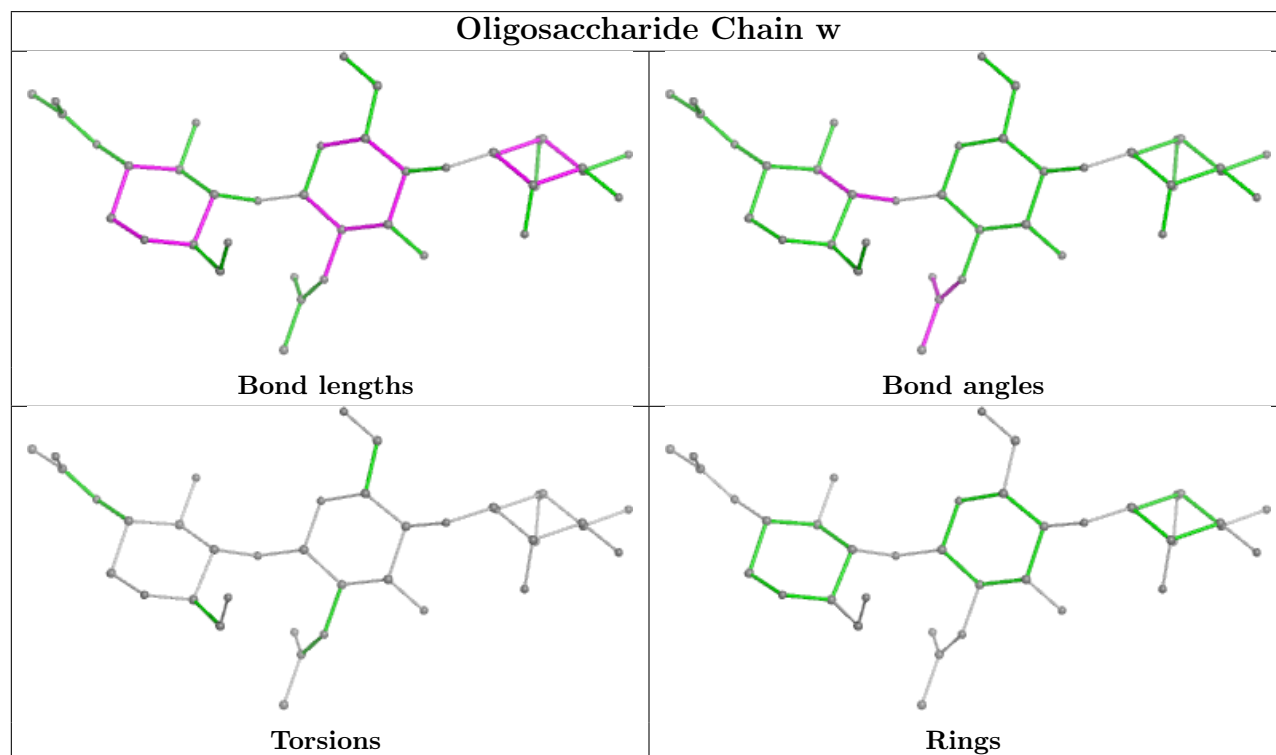 Oligosaccharide Chain w
Bond lengths
Bond angles
Torsions
Rings